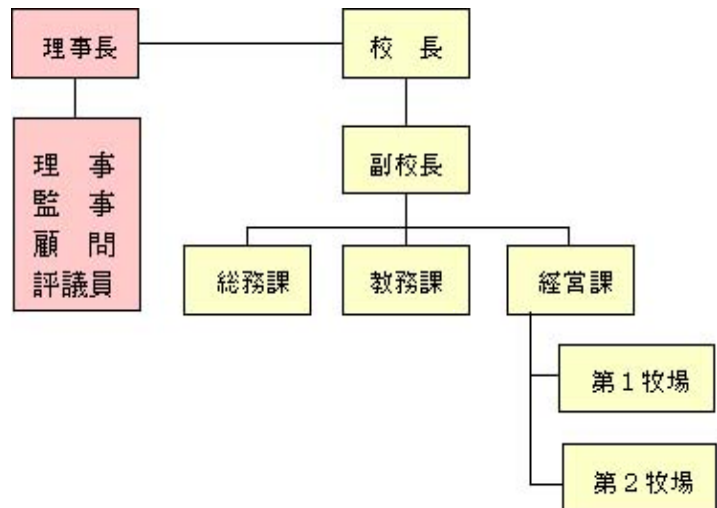 理事長
校　長
理　事
監　事
顧　問
評議員
副校長
総務課
教務課
経営課
第１牧場
第２牧場